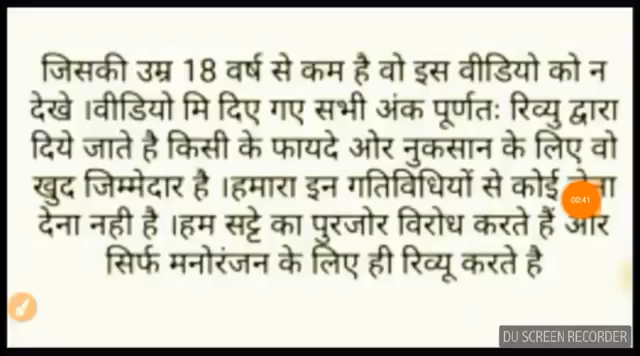 जिसकी उम्र 18 वर्ष से कम है वो इस वीडियो को न
देखे ।वीडियो मि दिए गए सभी अंक पूर्णतः रिव्यु द्वारा
दिये जाते है किसी के फायदे ओर नुकसान के लिए वो
खुद जिम्मेदार है ।हमारा इन गतिविधियों से कोई
00:41
देना नही है ।हम सट्टे का पुरजोर विरोध करते हैं और
सिर्फ मनोरंजन के लिए ही रिव्यू करते है
DU SCREEN RECORDER